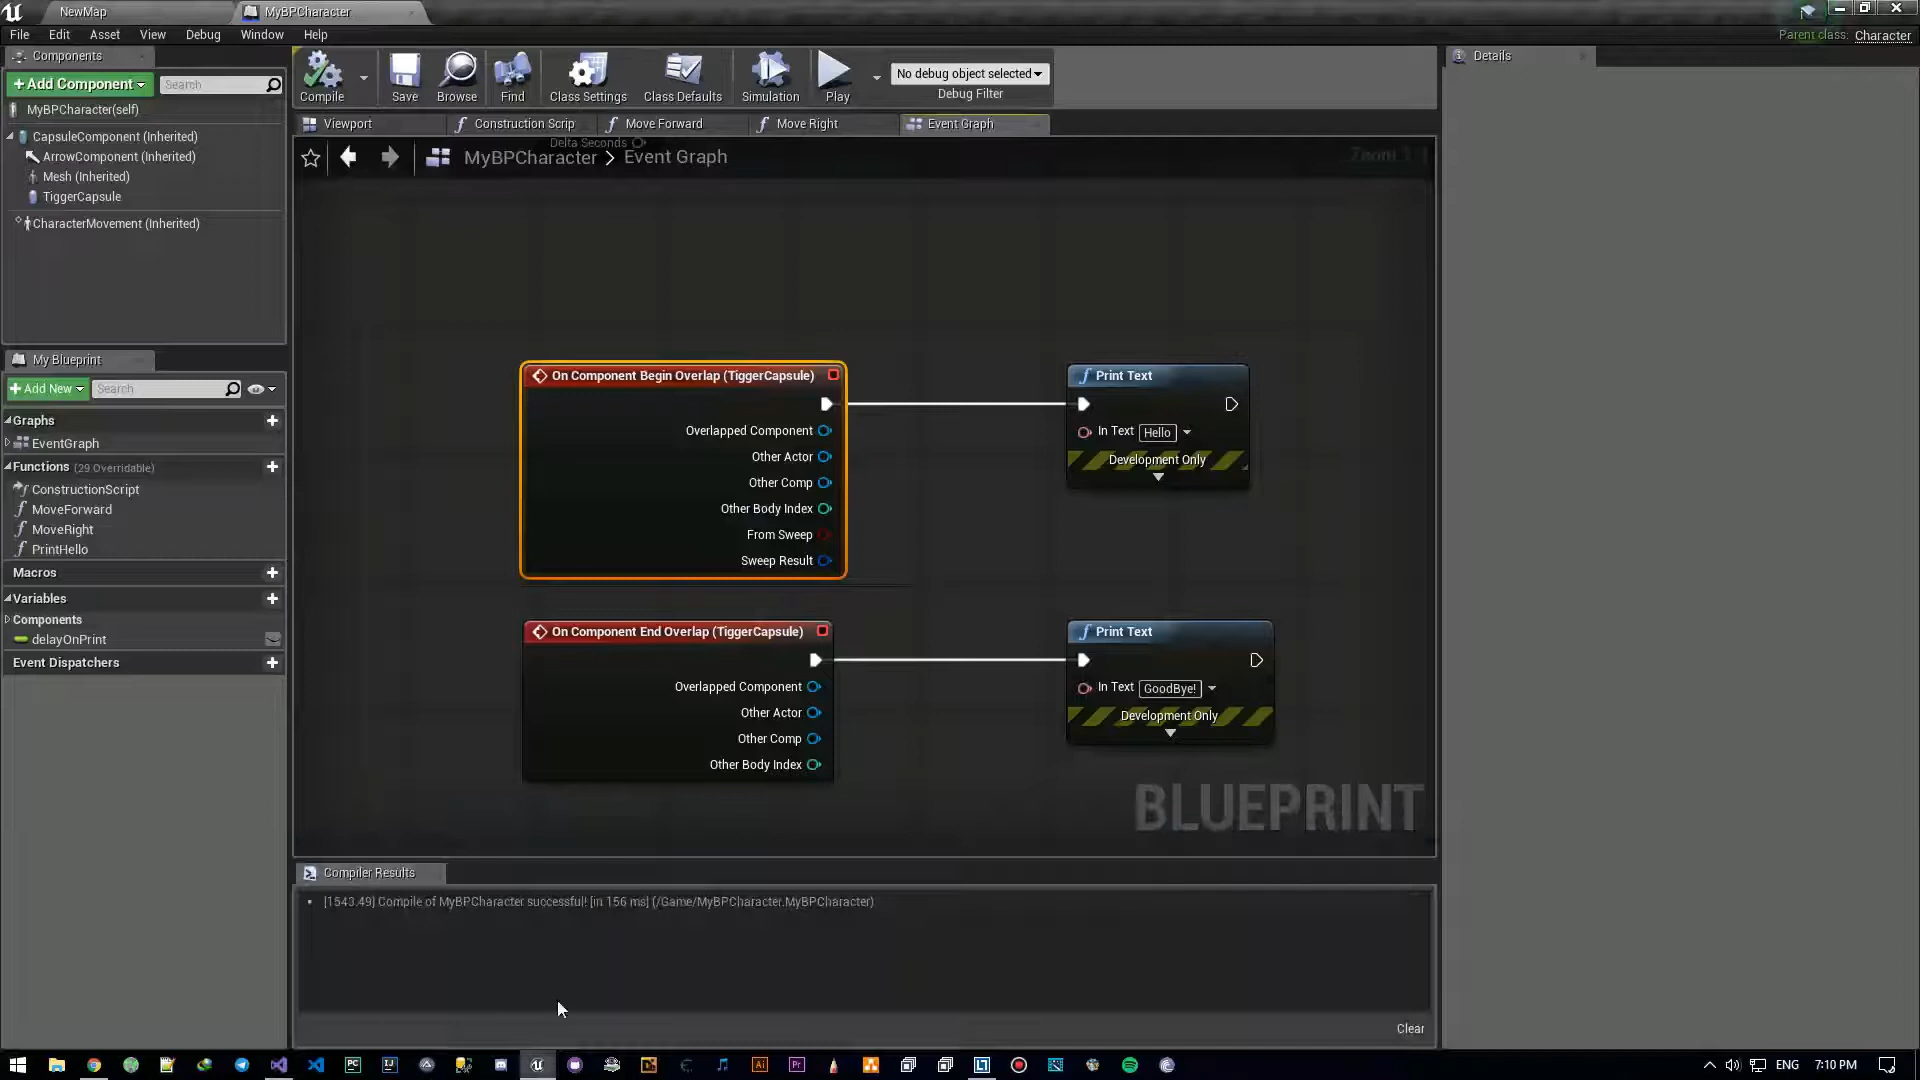 NewMap
MyBPCharacter
File Edit Asset View Debug Window Help
Parent class: Character
Components
+Add Component
Search
MyBPCharacter(self)
CapsuleComponent (Inherited)
ArrowComponent (Inherited)
Mesh (Inherited)
TiggerCapsule
CharacterMovement (Inherited)
Compile
Save
Browse
Find
Class Settings
Class Defaults
Simulation
Play
No debug object selected
Debug Filter
Details
Viewport
Construction Scrip
Move Forward
Move Right
Event Graph
Delta Seconds
MyBPCharacter > Event Graph
On Component Begin Overlap (TiggerCapsule)
Overlapped Component
Other Actor
Other Comp
Other Body Index
From Sweep
Sweep Result
Print Text
In Text Hello
Development Only
On Component End Overlap (TiggerCapsule)
Overlapped Component
Other Actor
Other Comp
Other Body Index
Print Text
In Text GoodBye!
Development Only
BLUEPRINT
My Blueprint
+Add New
Search
Graphs
EventGraph
Functions (29 Overridable)
ConstructionScript
MoveForward
MoveRight
PrintHello
Macros
Variables
Components
delayOnPrint
Event Dispatchers
Compiler Results
[1543.49] Compile of MyBPCharacter successful! [in 156 ms] (/Game/MyBPCharacter.MyBPCharacter)
Clear
ENG
7:10 PM